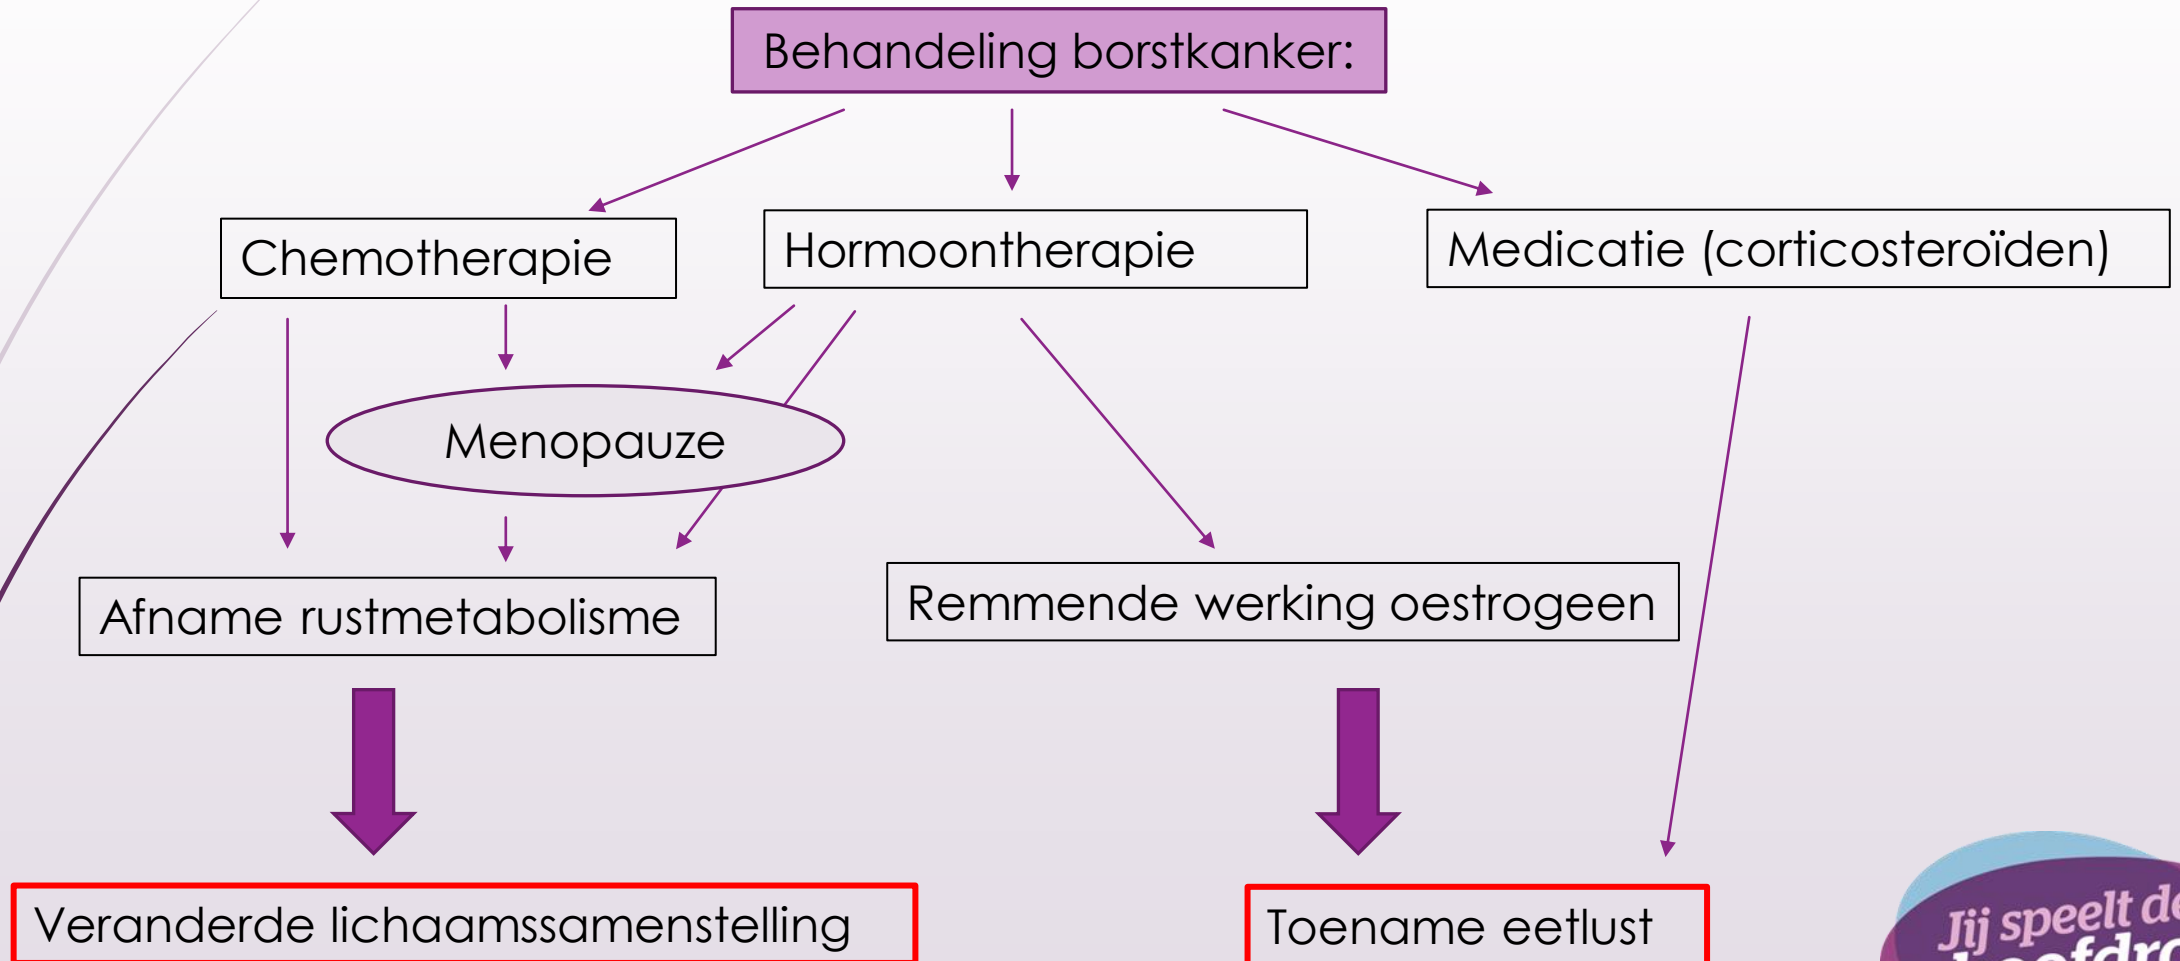 Behandeling borstkanker:
Chemotherapie
Hormoontherapie
Medicatie (corticosteroïden)
Menopauze
Afname rustmetabolisme
Remmende werking oestrogeen
Veranderde lichaamssamenstelling
Toename eetlust
Jij speelt de